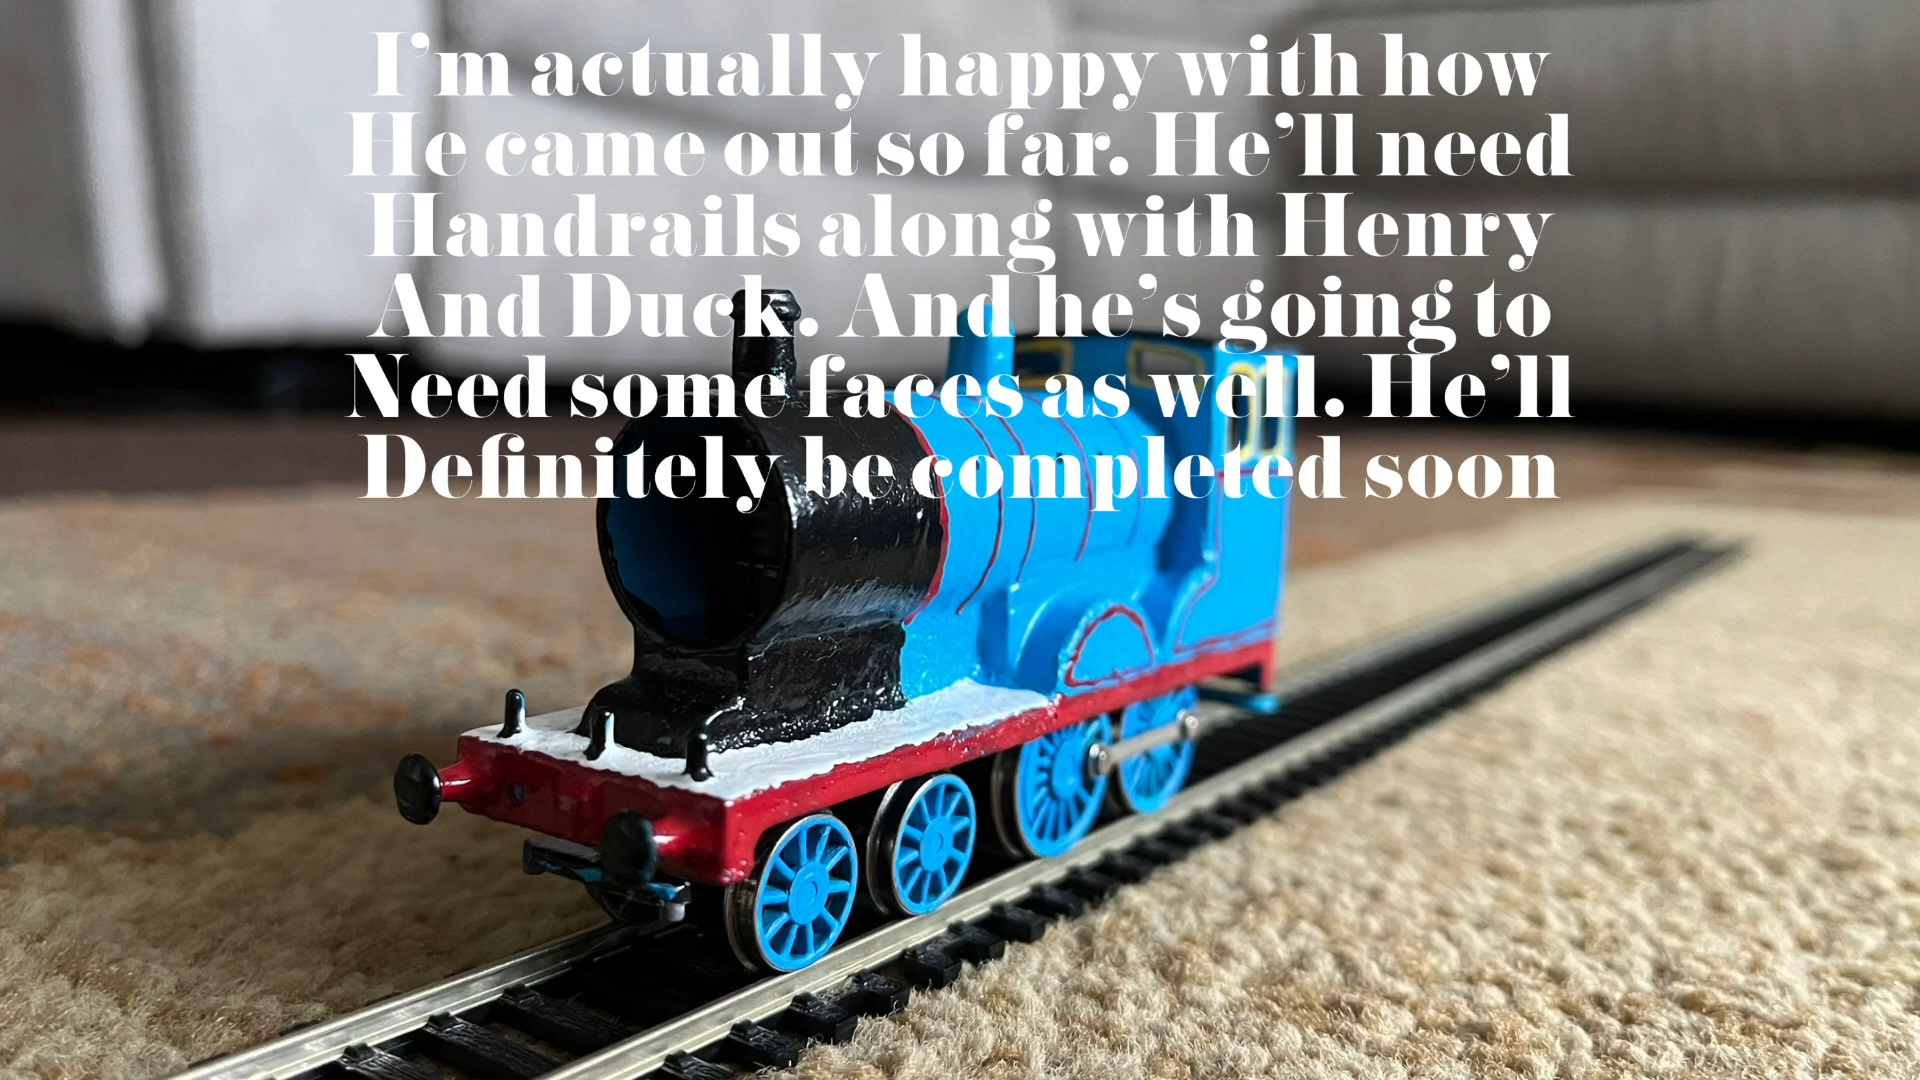 I'm actually happy with how
He came out so far. He'll need
Handrails along with Henry
And Duck. And he's going to
Need some faces as well. He'll
Definitely be completed soon